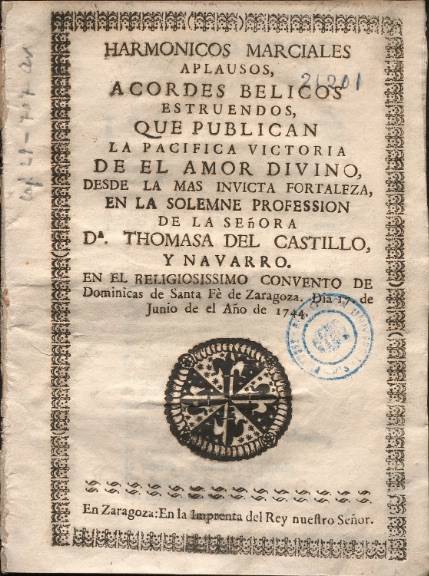 HARMONICOS MARCIALES
APLAUSOS,
21201
ACORDES BELICOS
ESTRUENDOS,
QUE PUBLICAN
LA PACIFICA VICTORIA
DE EL AMOR DIVINO,
DESDE LA MAS INVICTA FORTALEZA,
EN LA SOLEMNE PROFESSION
DE LA SEñORA
Dª. THOMASA DEL CASTILLO,
Y NAVARRO.
EN EL RELIGIOSISSIMO CONVENTO DE
Dominicas de Santa Fè de Zaragoza. Dia 17. de
Junio de el Año de 1744.
En Zaragoza: En la Imprenta del Rey nueſtro Señor.